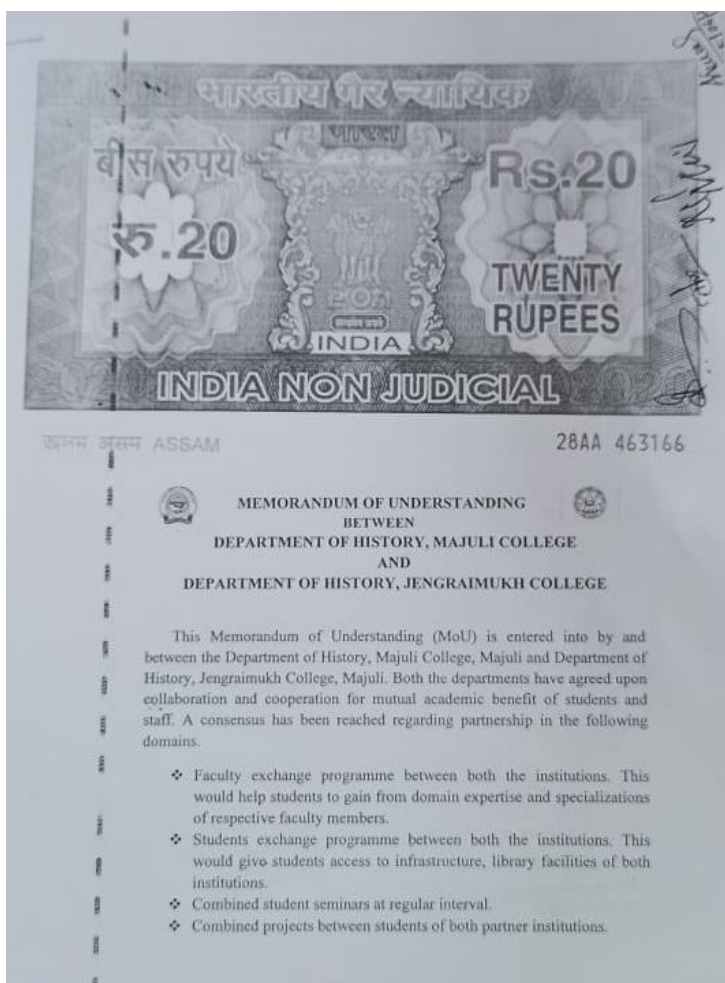 भारतीय गैर न्यायिक
भारत
बीस रुपये
रु.20
Rs.20
TWENTY
RUPEES
INDIA
INDIA NON JUDICIAL
অসম असम ASSAM
28AA 463166
MEMORANDUM OF UNDERSTANDING
BETWEEN
DEPARTMENT OF HISTORY, MAJULI COLLEGE
AND
DEPARTMENT OF HISTORY, JENGRAIMUKH COLLEGE
This Memorandum of Understanding (MoU) is entered into by and
between the Department of History, Majuli College, Majuli and Department of
History, Jengraimukh College, Majuli. Both the departments have agreed upon
collaboration and cooperation for mutual academic benefit of students and
staff. A consensus has been reached regarding partnership in the following
domains.
❖ Faculty exchange programme between both the institutions. This
would help students to gain from domain expertise and specializations
of respective faculty members.
❖ Students exchange programme between both the institutions. This
would give students access to infrastructure, library facilities of both
institutions.
❖ Combined student seminars at regular interval.
❖ Combined projects between students of both partner institutions.